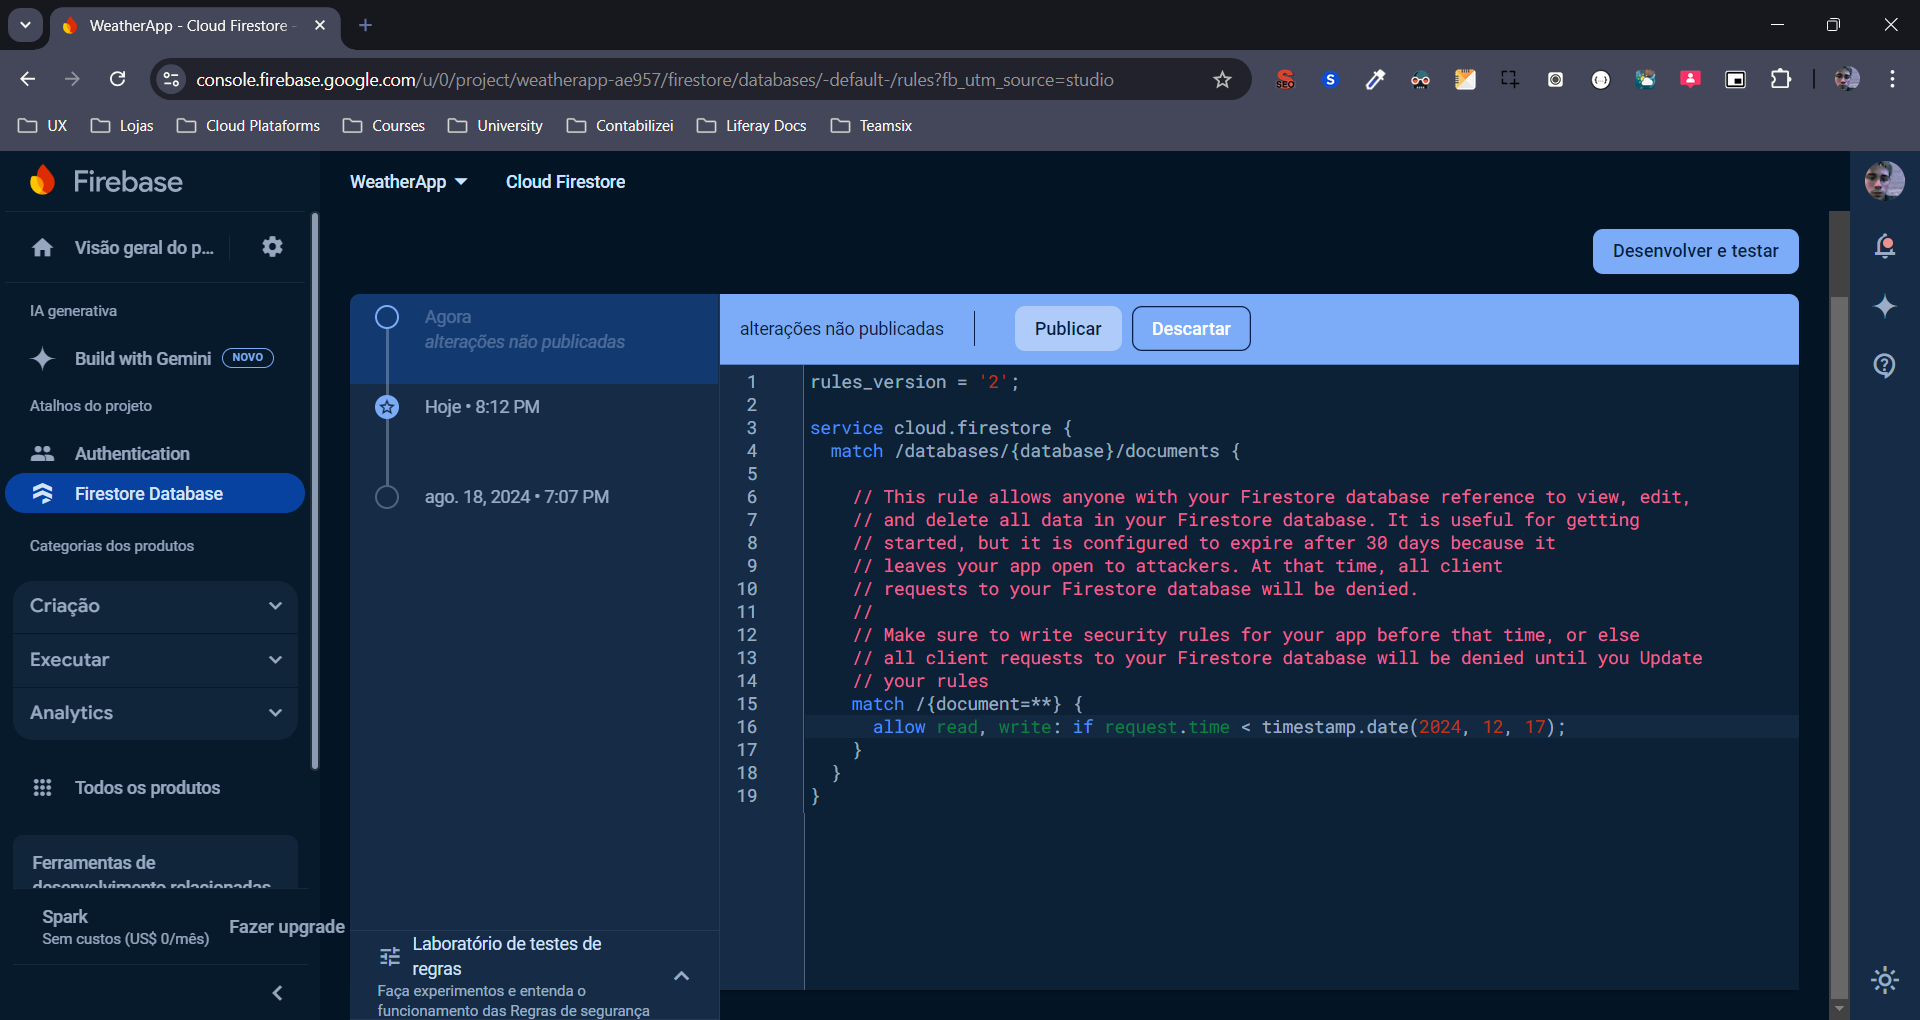 WeatherApp - Cloud Firestore -
console.firebase.google.com/u/0/project/weatherapp-ae957/firestore/databases/-default-/rules?fb_utm_source=studio
SEO
S
UX
Lojas
Cloud Plataforms
Courses
University
Contabilizei
Liferay Docs
Teamsix
Firebase
WeatherApp
Cloud Firestore
Visão geral do p...
Desenvolver e testar
IA generativa
Build with Gemini
NOVO
Atalhos do projeto
Authentication
Firestore Database
Categorias dos produtos
Criação
Executar
Analytics
Todos os produtos
Ferramentas de
desenvolvimento relacionadas
Spark
Sem custos (US$ 0/mês)
Fazer upgrade
Agora
alterações não publicadas
Hoje • 8:12 PM
ago. 18, 2024 • 7:07 PM
Laboratório de testes de
regras
Faça experimentos e entenda o
funcionamento das Regras de segurança
alterações não publicadas
Publicar
Descartar
1 rules_version = '2';
2
3 service cloud.firestore {
4 match /databases/{database}/documents {
5
6 // This rule allows anyone with your Firestore database reference to view, edit,
7 // and delete all data in your Firestore database. It is useful for getting
8 // started, but it is configured to expire after 30 days because it
9 // leaves your app open to attackers. At that time, all client
10 // requests to your Firestore database will be denied.
11 //
12 // Make sure to write security rules for your app before that time, or else
13 // all client requests to your Firestore database will be denied until you Update
14 // your rules
15 match /{document=**} {
16 allow read, write: if request.time < timestamp.date(2024, 12, 17);
17 }
18 }
19 }